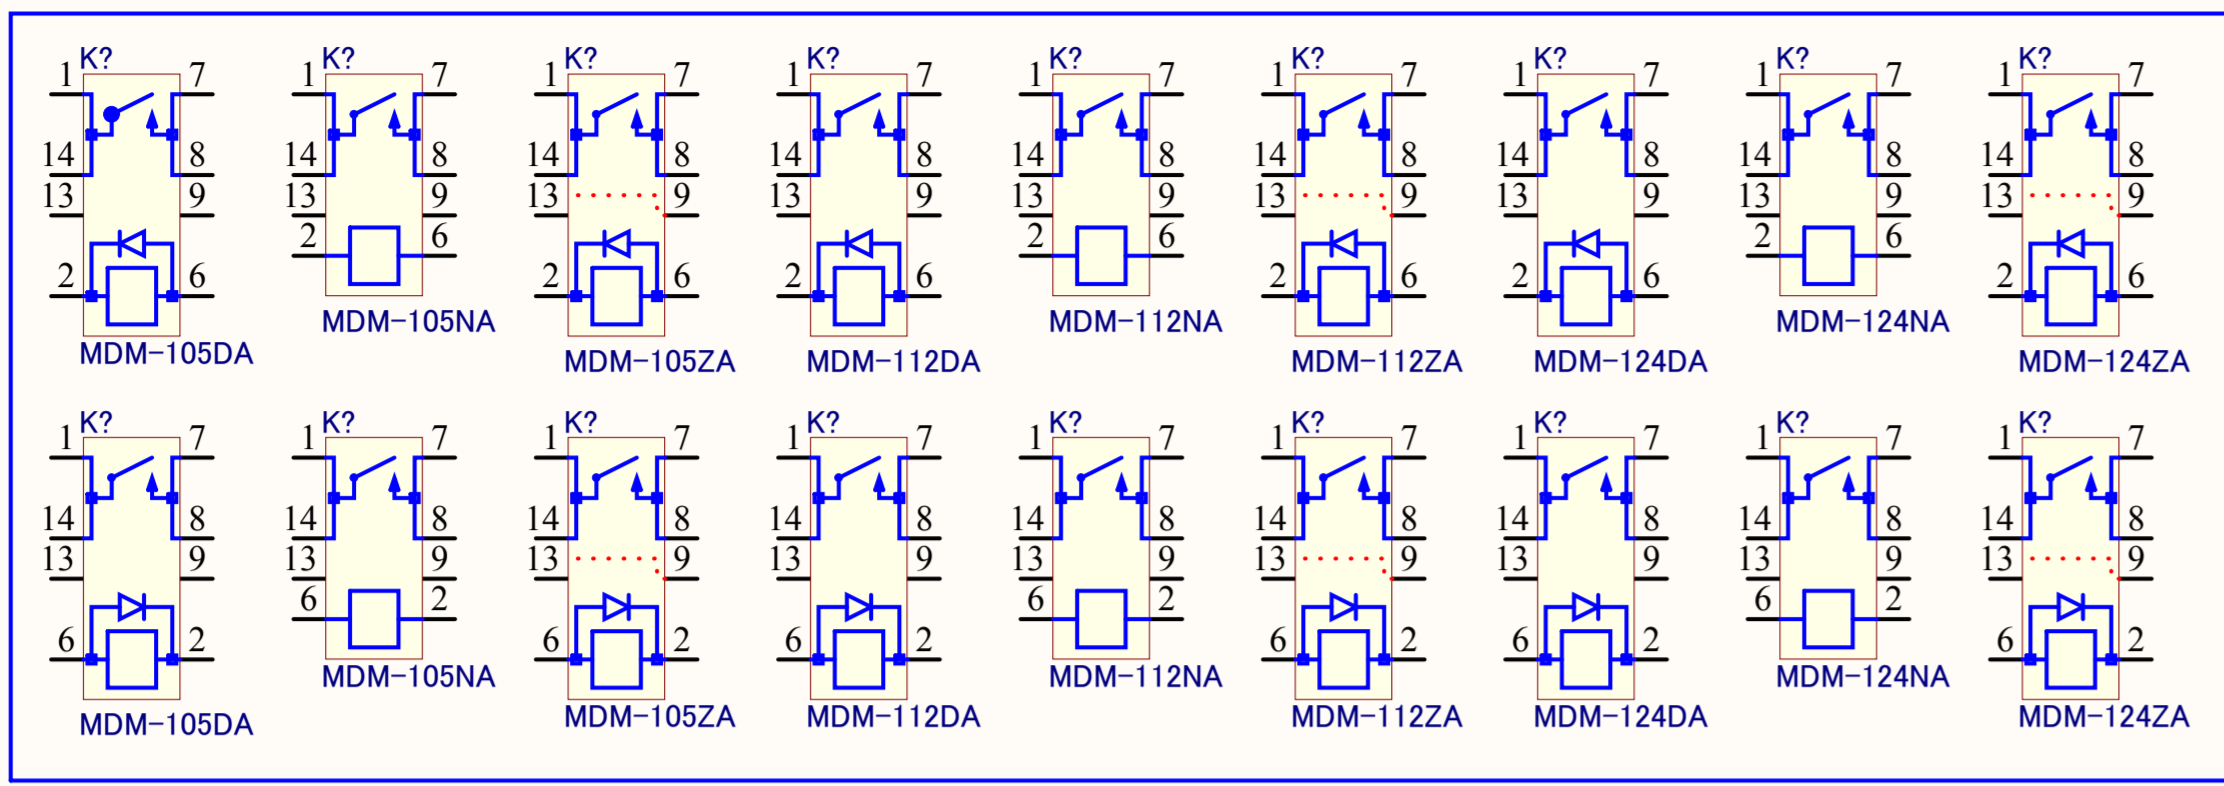 K? K? K? K? K? K? K? K? K?
1 7 1 7 1 7 1 7 1 7 1 7 1 7 1 7 1 7
14 8 14 8 14 8 14 8 14 8 14 8 14 8 14 8 14 8
13 9 13 9 13 9 13 9 13 9 13 9 13 9 13 9 13 9
2 6 2 6 2 6
2 6 2 6 2 6 2 6 2 6 2 6
MDM-105NA MDM-112NA MDM-124NA
MDM-105DA MDM-105ZA MDM-112DA MDM-112ZA MDM-124DA MDM-124ZA
K? K? K? K? K? K? K? K? K?
1 7 1 7 1 7 1 7 1 7 1 7 1 7 1 7 1 7
14 8 14 8 14 8 14 8 14 8 14 8 14 8 14 8 14 8
13 9 13 9 13 9 13 9 13 9 13 9 13 9 13 9 13 9
6 2 6 2 6 2
6 2 6 2 6 2 6 2 6 2 6 2
MDM-105NA MDM-112NA MDM-124NA
MDM-105DA MDM-105ZA MDM-112DA MDM-112ZA MDM-124DA MDM-124ZA